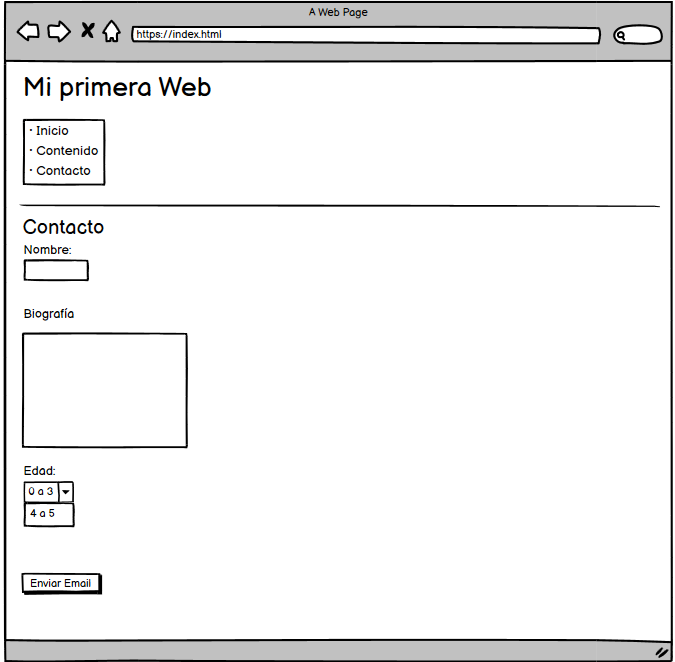 A Web Page
https://index.html
Mi primera Web
· Inicio
· Contenido
· Contacto
Contacto
Nombre:
Biografía
Edad:
0 a 3
4 a 5
Enviar Email